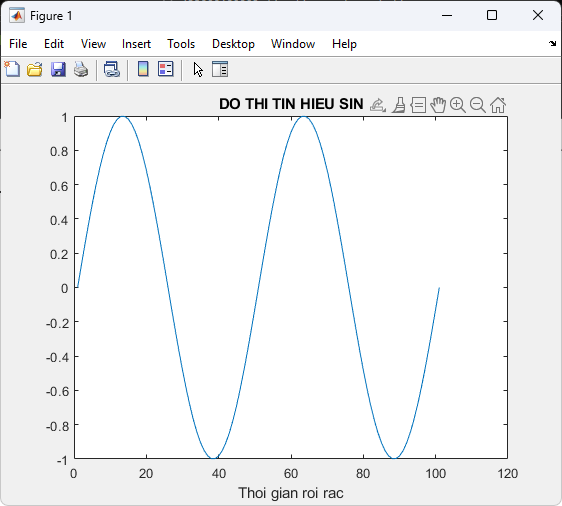 Figure 1
File Edit View Insert Tools Desktop Window Help
DO THI TIN HIEU SIN
1
0.8
0.6
0.4
0.2
0
-0.2
-0.4
-0.6
-0.8
-1
0 20 40 60 80 100 120
Thoi gian roi rac